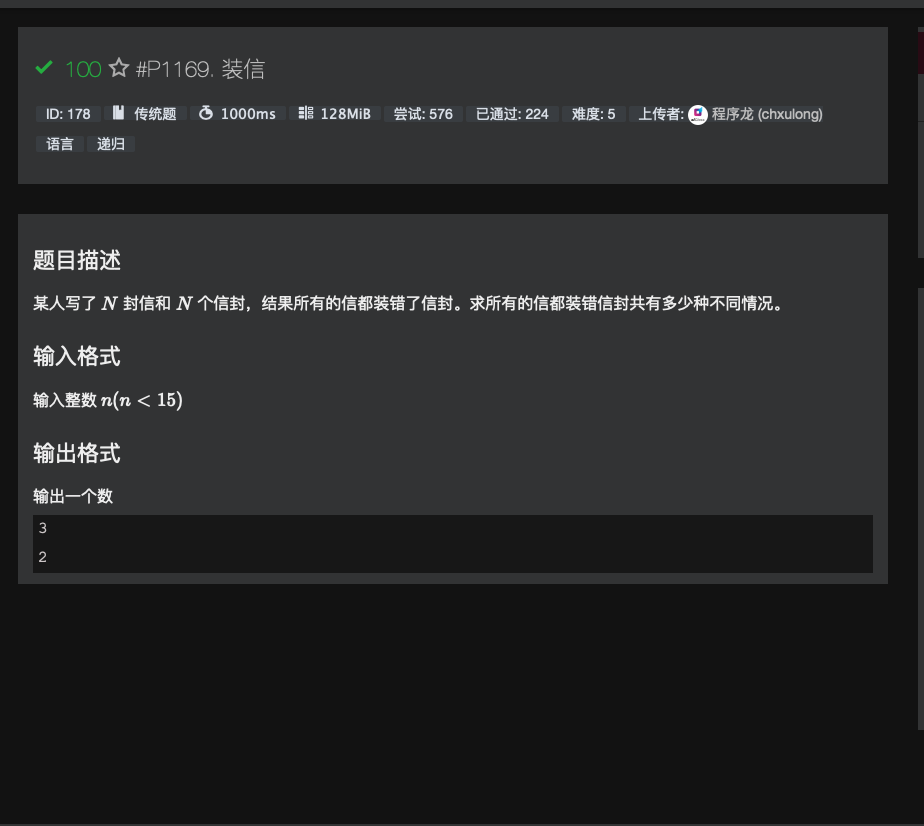 100 #P1169. 装信
ID: 178 传统题 1000ms 128MiB 尝试: 576 已通过: 224 难度: 5 上传者: 程序龙 (chxulong)
语言 递归
题目描述
某人写了 N 封信和 N 个信封，结果所有的信都装错了信封。求所有的信都装错信封共有多少种不同情况。
输入格式
输入整数 n(n < 15)
输出格式
输出一个数
3
2